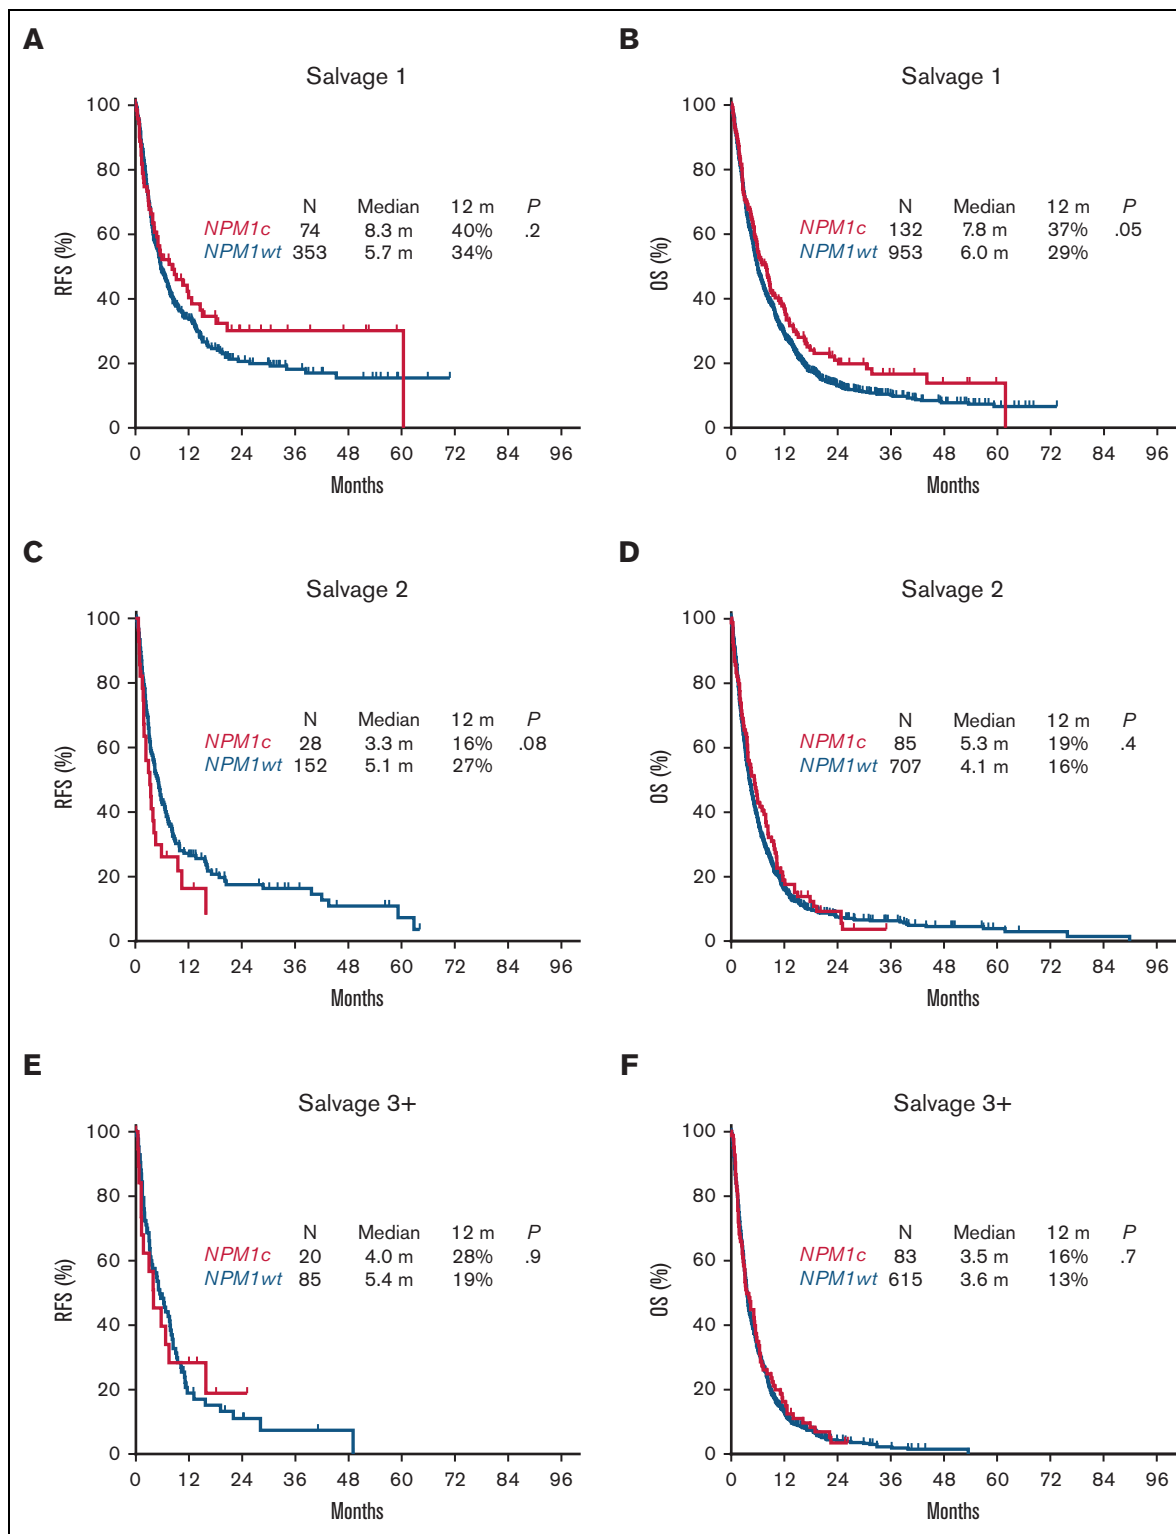 A
Salvage 1
RFS (%)
100
80
60
40
20
0
N Median 12 m P
NPM1c 74 8.3 m 40% .2
NPM1wt 353 5.7 m 34%
0 12 24 36 48 60 72 84 96
Months
B
Salvage 1
OS (%)
100
80
60
40
20
0
N Median 12 m P
NPM1c 132 7.8 m 37% .05
NPM1wt 953 6.0 m 29%
0 12 24 36 48 60 72 84 96
Months
C
Salvage 2
RFS (%)
100
80
60
40
20
0
N Median 12 m P
NPM1c 28 3.3 m 16% .08
NPM1wt 152 5.1 m 27%
0 12 24 36 48 60 72 84 96
Months
D
Salvage 2
OS (%)
100
80
60
40
20
0
N Median 12 m P
NPM1c 85 5.3 m 19% .4
NPM1wt 707 4.1 m 16%
0 12 24 36 48 60 72 84 96
Months
E
Salvage 3+
RFS (%)
100
80
60
40
20
0
N Median 12 m P
NPM1c 20 4.0 m 28% .9
NPM1wt 85 5.4 m 19%
0 12 24 36 48 60 72 84 96
Months
F
Salvage 3+
OS (%)
100
80
60
40
20
0
N Median 12 m P
NPM1c 83 3.5 m 16% .7
NPM1wt 615 3.6 m 13%
0 12 24 36 48 60 72 84 96
Months